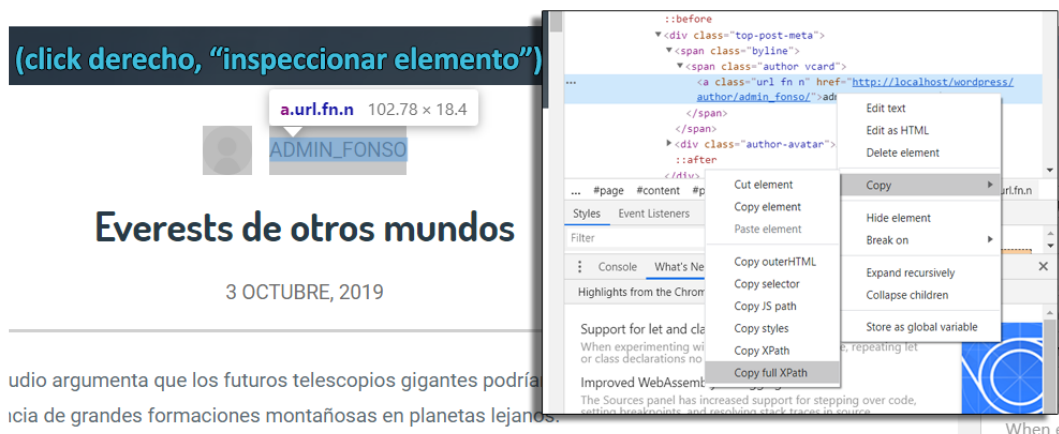 (click derecho, “inspeccionar elemento”)
a.url.fn.n 102.78 × 18.4
ADMIN_FONSO
Everests de otros mundos
3 OCTUBRE, 2019
udio argumenta que los futuros telescopios gigantes podría
ncia de grandes formaciones montañosas en planetas lejanos.
::before
▼<div class="top-post-meta">
▼<span class="byline">
▼<span class="author vcard">
... <a class="url fn n" href="http://localhost/wordpress/
author/admin_fonso/">adm
</span>
</span>
▶<div class="author-avatar">
::after
</div>
... #page #content #p
url.fn.n
Styles Event Listeners
Filter
Console What's Ne
Highlights from the Chrom
Support for let and cla
When experimenting wi
e, repeating let
or class declarations no
Improved WebAssemb
The Sources panel has increased support for stepping over code,
setting breakpoints, and resolving stack traces in source
Edit text
Edit as HTML
Delete element
Copy
Hide element
Break on
Expand recursively
Collapse children
Store as global variable
Cut element
Copy element
Paste element
Copy outerHTML
Copy selector
Copy JS path
Copy styles
Copy XPath
Copy full XPath
When e